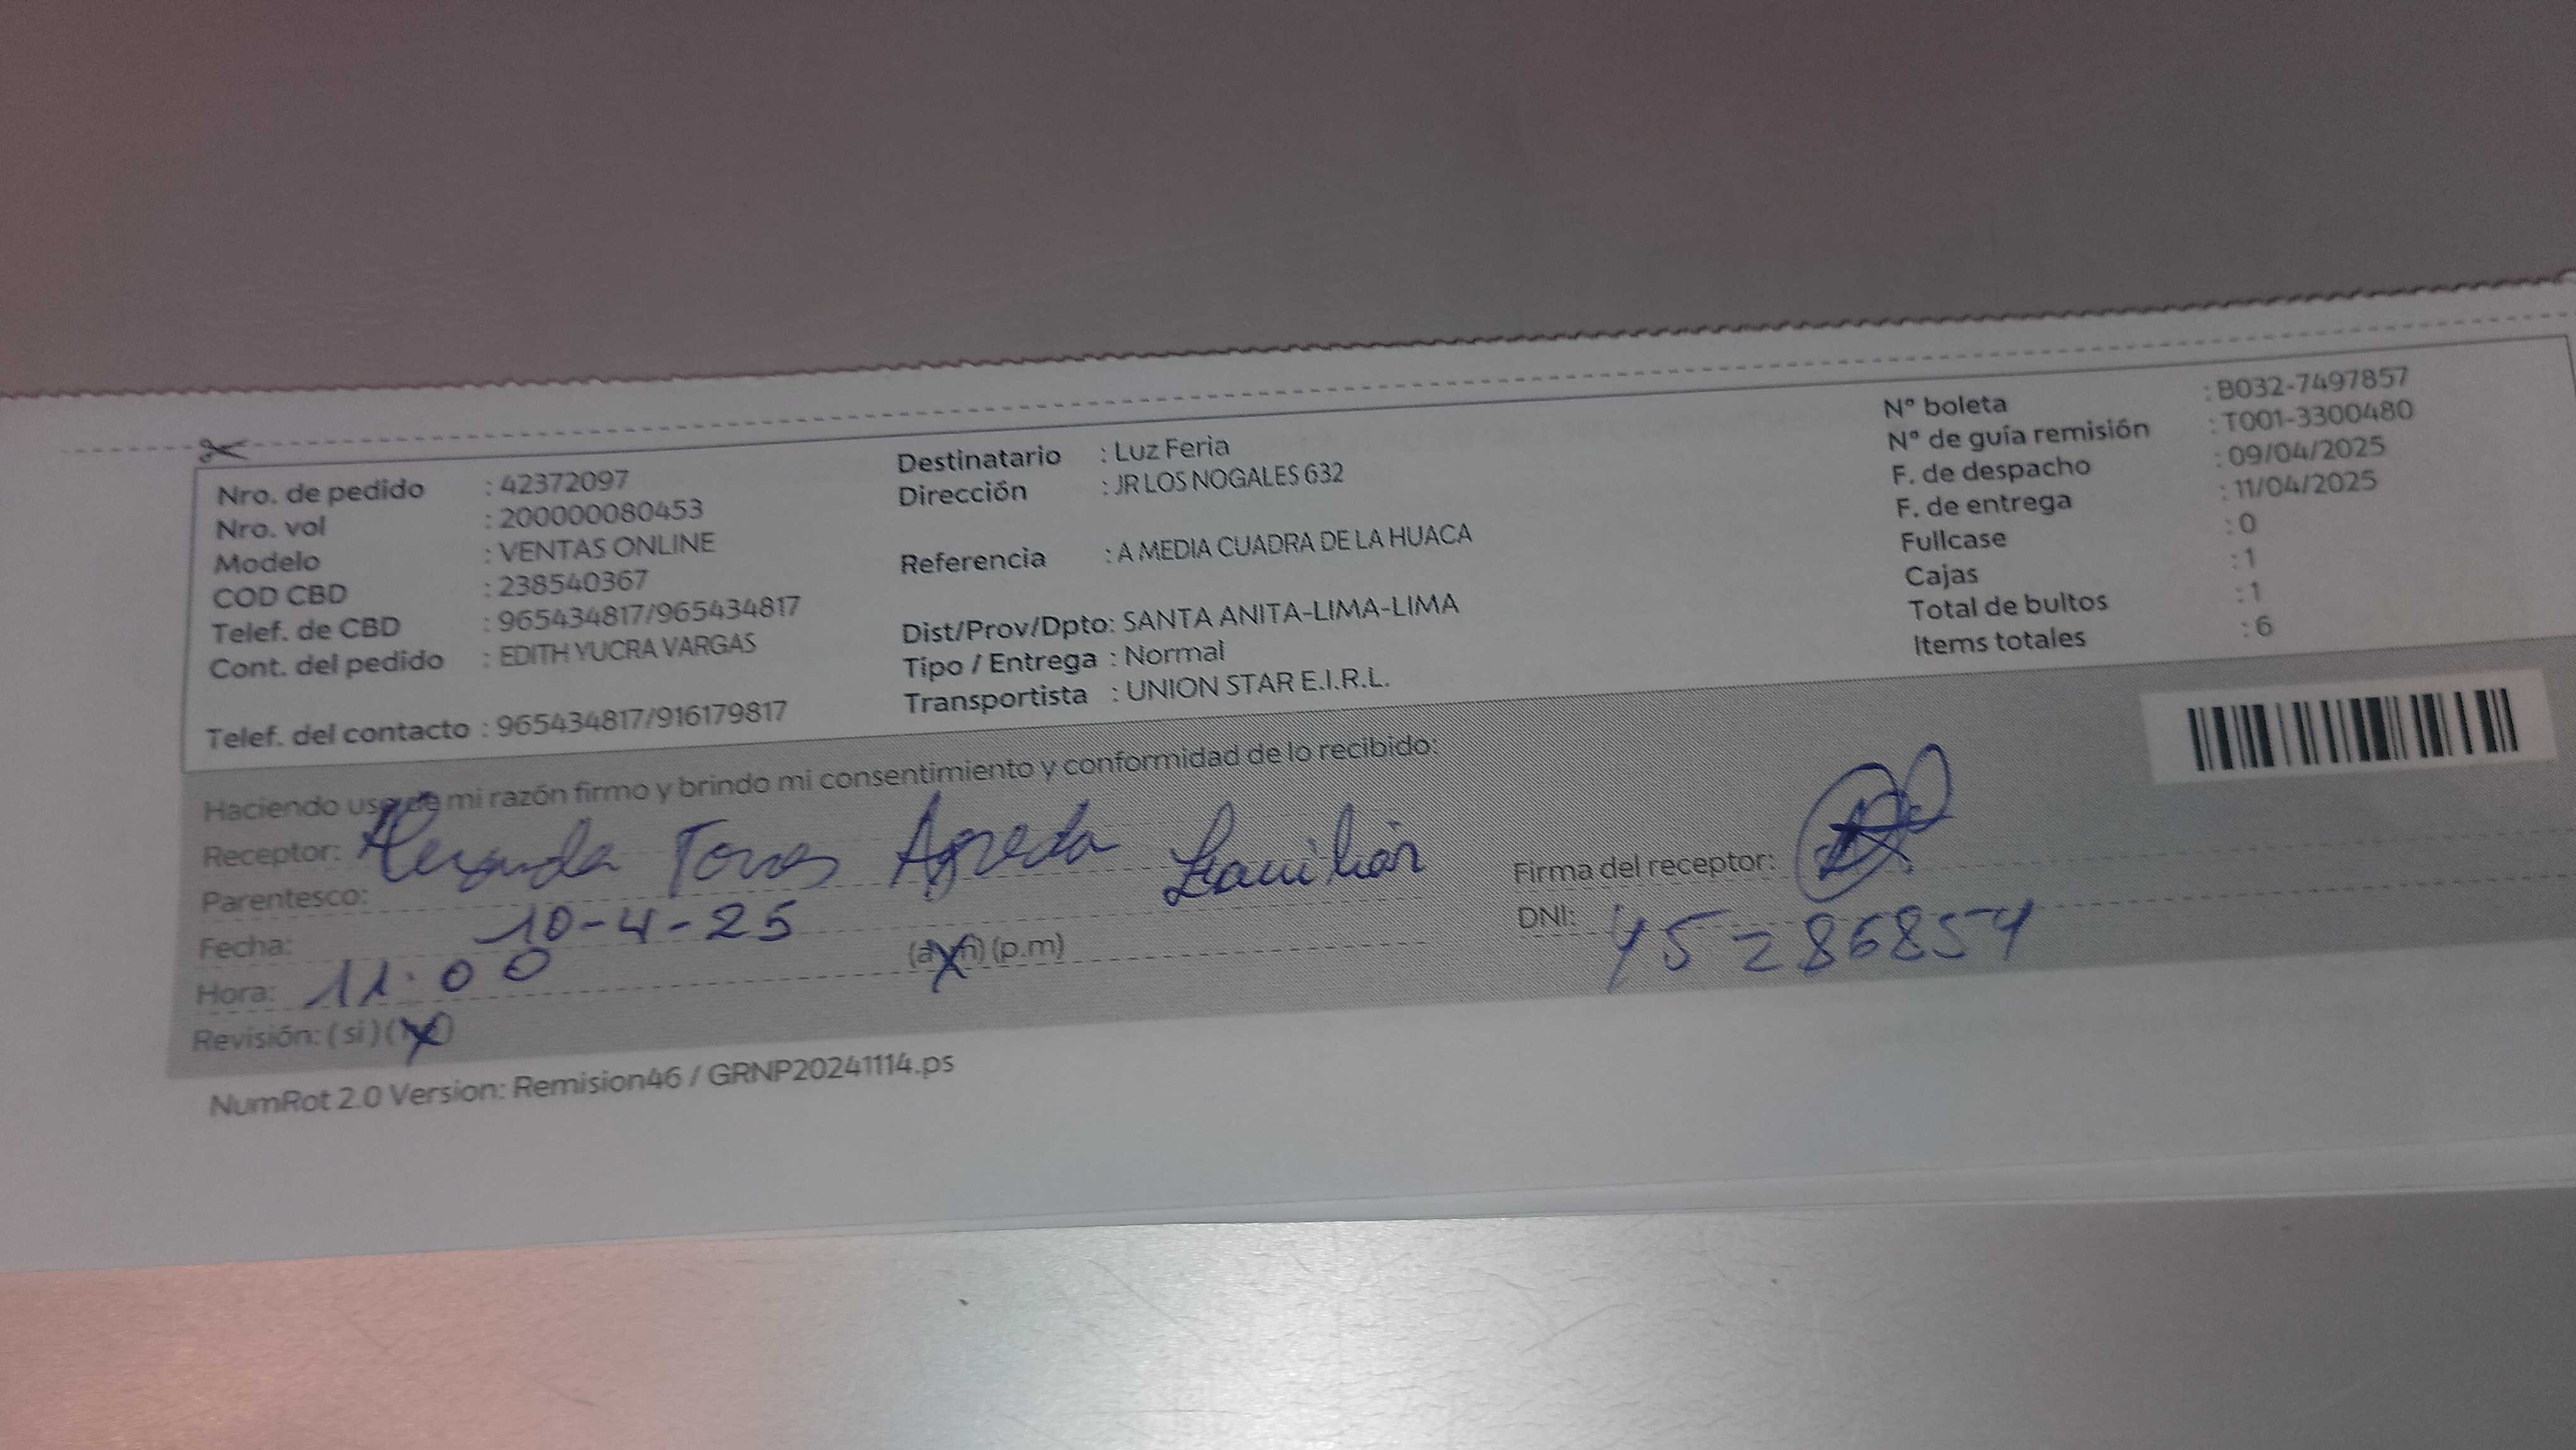 Nro. de pedido : 42372097
Nro. vol : 200000080453
Modelo : VENTAS ONLINE
COD CBD : 238540367
Telef. de CBD : 965434817/965434817
Cont. del pedido : EDITH YUCRA VARGAS
Telef. del contacto : 965434817/916179817
Destinatario : Luz Feria
Dirección : JR LOS NOGALES 632
Referencia : A MEDIA CUADRA DE LA HUACA
Dist/Prov/Dpto: SANTA ANITA-LIMA-LIMA
Tipo / Entrega : Normal
Transportista : UNION STAR E.I.R.L.
N° boleta : B032-7497857
N° de guía remisión : T001-3300480
F. de despacho : 09/04/2025
F. de entrega : 11/04/2025
Fullcase : 0
Cajas : 1
Total de bultos : 1
Items totales : 6
Haciendo uso de mi razón firmo y brindo mi consentimiento y conformidad de lo recibido:
Receptor: Torres Agreda
Parentesco:
Fecha: 10-4-25
Hora: 11:00 (a.m) (p.m)
Revisión: (si) (no)
Firma del receptor:
DNI: 45286854
NumRot 2.0 Version: Remision46 / GRNP20241114.ps